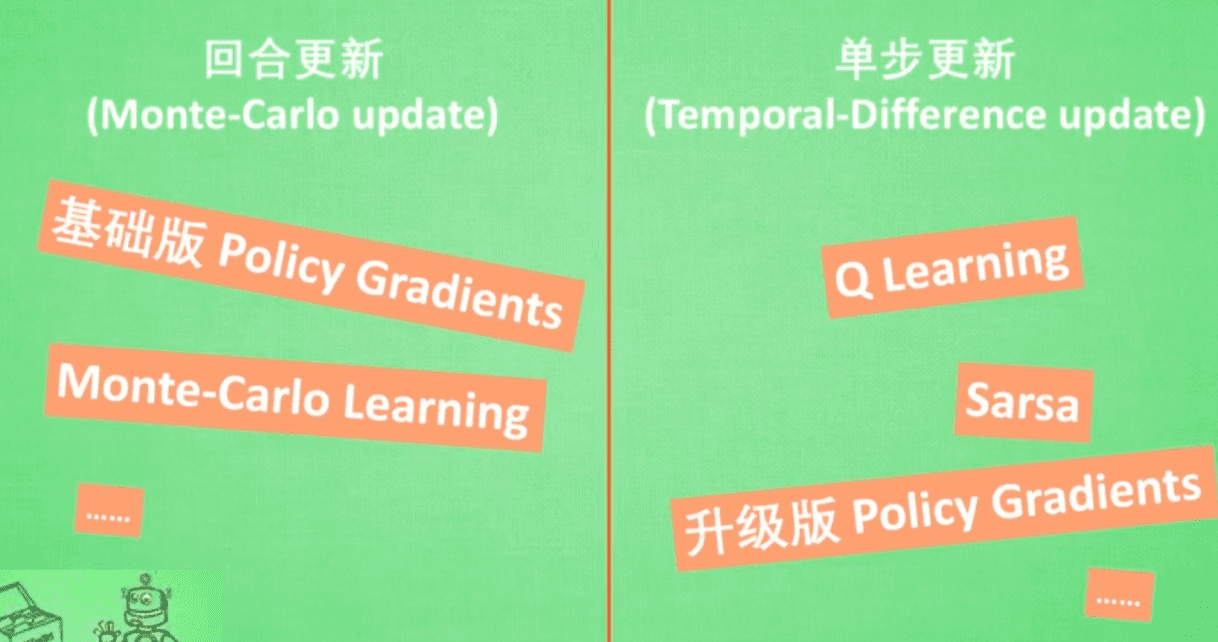 回合更新
(Monte-Carlo update)
基础版 Policy Gradients
Monte-Carlo Learning
……
单步更新
(Temporal-Difference update)
Q Learning
Sarsa
升级版 Policy Gradients
……